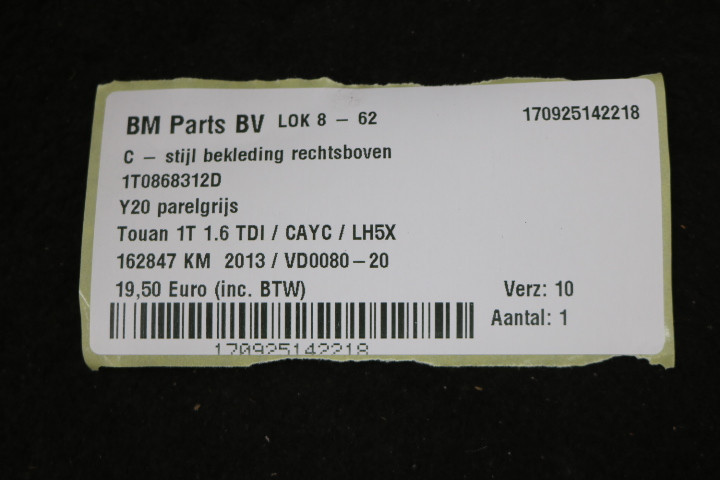 BM Parts BV LOK 8 – 62 170925142218
C – stijl bekleding rechtsboven
1T0868312D
Y20 parelgrijs
Touan 1T 1.6 TDI / CAYC / LH5X
162847 KM 2013 / VD0080–20
19,50 Euro (inc. BTW) Verz: 10
Aantal: 1
170925142218